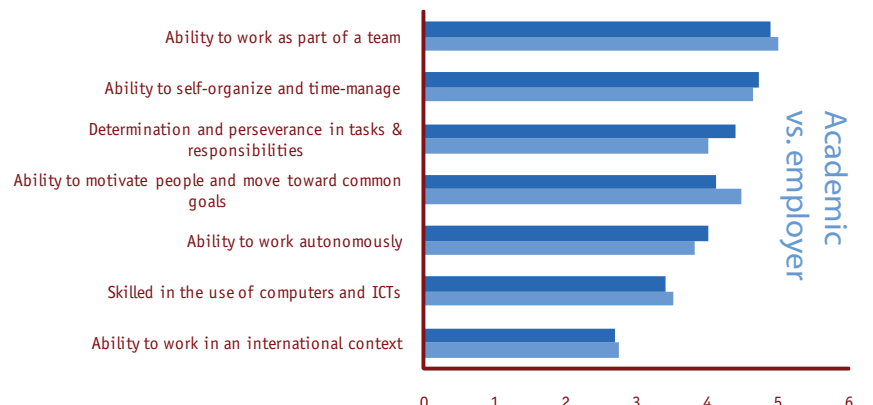 Ability to work as part of a team
Ability to self-organize and time-manage
Determination and perseverance in tasks &
responsibilities
Ability to motivate people and move toward common
goals
Ability to work autonomously
Skilled in the use of computers and ICTs
Ability to work in an international context
Academic
vs. employer
0 1 2 3 4 5 6